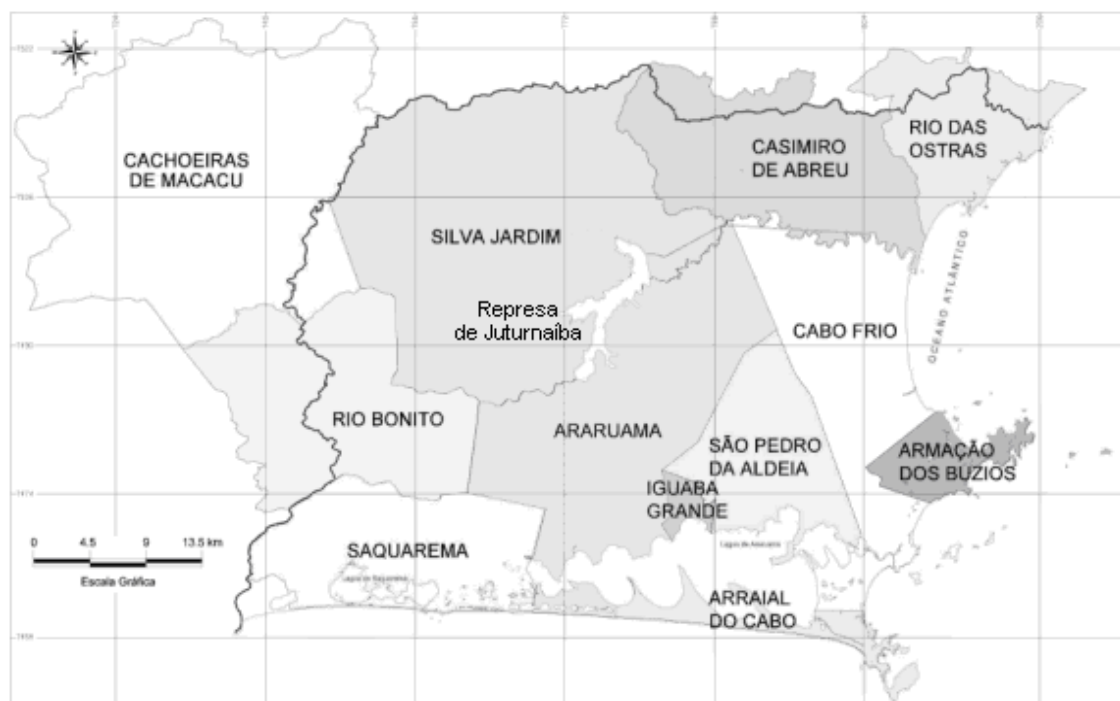 RIO DAS
OSTRAS
CASIMIRO
DE ABREU
CACHOEIRAS
DE MACACU
SILVA JARDIM
Represa
de Juturnaíba
OCEANO ATLÂNTICO
CABO FRIO
RIO BONITO
ARARUAMA
SÃO PEDRO
DA ALDEIA
ARMAÇÃO
DOS BUZIOS
IGUABA
GRANDE
SAQUAREMA
ARRAIAL
DO CABO
0 4.5 9 13.5 km
Escala Gráfica